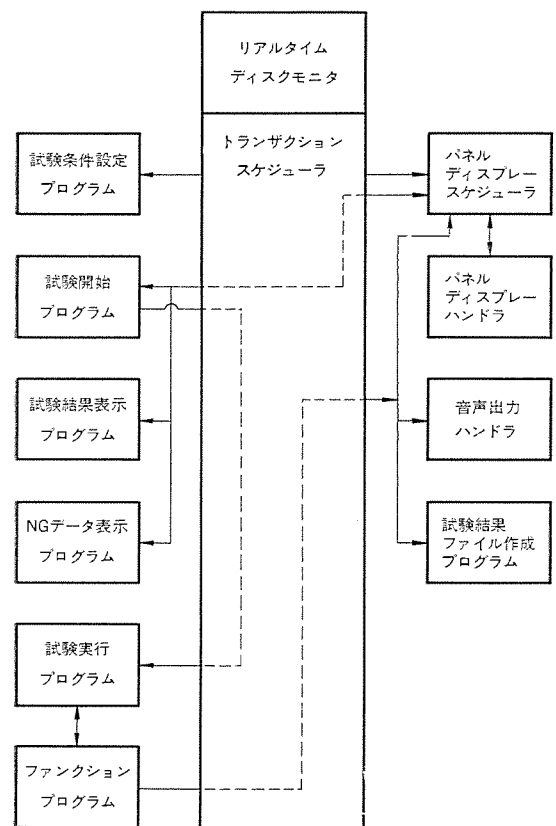 リアルタイム
ディスクモニタ
トランザクション
スケジューラ
試験条件設定
プログラム
試験開始
プログラム
試験結果表示
プログラム
NGデータ表示
プログラム
試験実行
プログラム
ファンクション
プログラム
パネル
ディスプレー
スケジューラ
パネル
ディスプレー
ハンドラ
音声出力
ハンドラ
試験結果
ファイル作成
プログラム